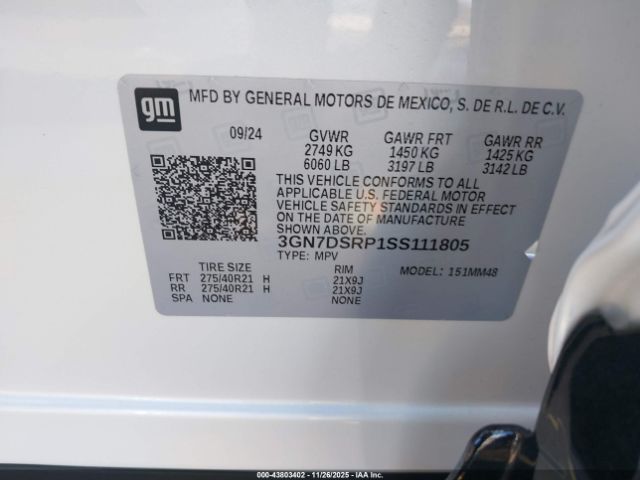 gm MFD BY GENERAL MOTORS DE MEXICO, S. DE R.L. DE C.V.
09/24 GVWR GAWR FRT GAWR RR
2749 KG 1450 KG 1425 KG
6060 LB 3197 LB 3142 LB
THIS VEHICLE CONFORMS TO ALL
APPLICABLE U.S. FEDERAL MOTOR
VEHICLE SAFETY STANDARDS IN EFFECT
ON THE DATE OF MANUFACTURE
SHOWN ABOVE.
3GN7DSRP1SS111805
TYPE: MPV MODEL: 151MM48
TIRE SIZE RIM
FRT 275/40R21 H 21X9J
RR 275/40R21 H 21X9J
SPA NONE NONE
000-43803402 - 11/26/2025 - IAA Inc.